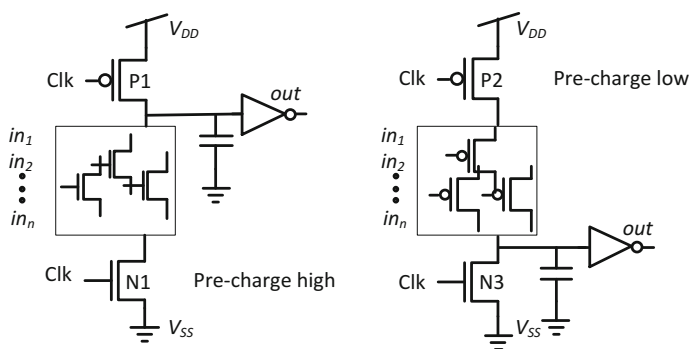 V_DD
Clk
P1
out
in_1
in_2
in_n
Clk
N1
Pre-charge high
V_SS
V_DD
Clk
P2
Pre-charge low
in_1
in_2
in_n
out
Clk
N3
V_SS